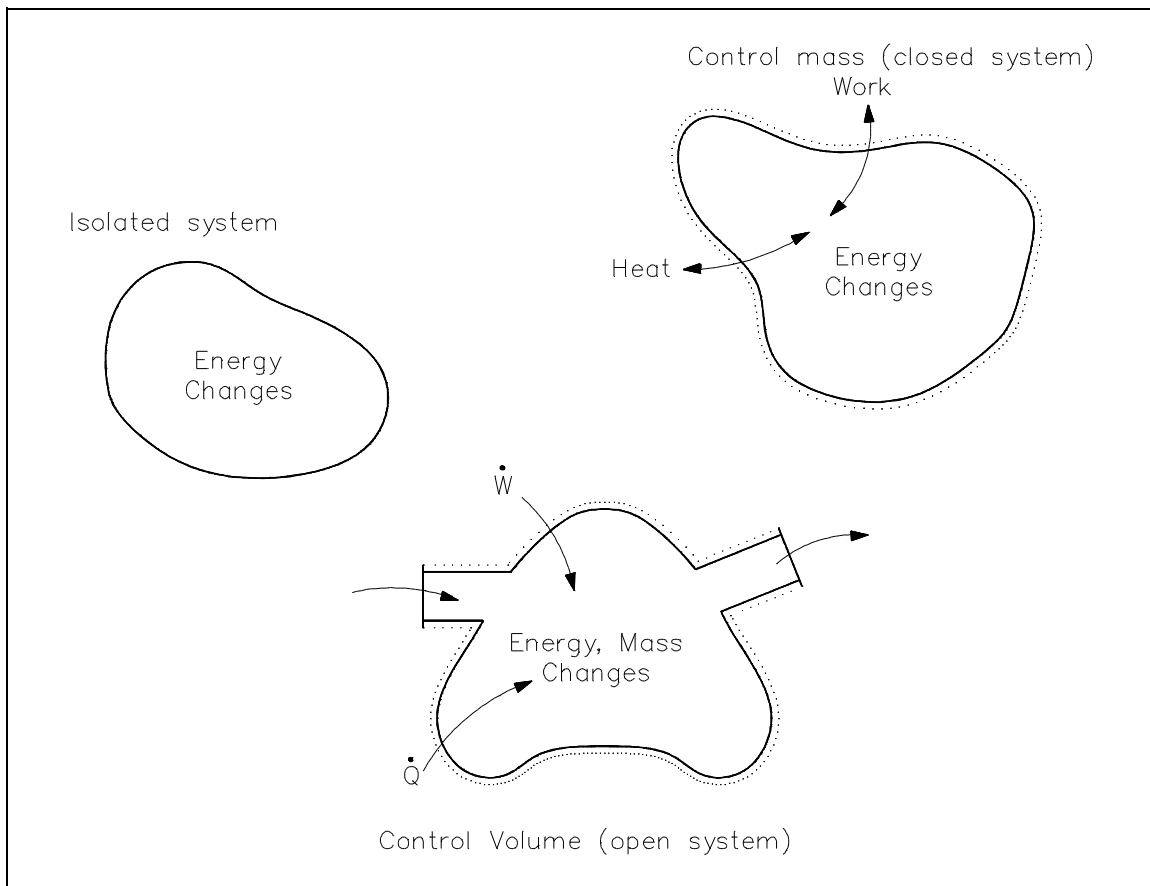 Control mass (closed system)
Work
Isolated system
Heat
Energy
Changes
Energy
Changes
Ẇ
Energy, Mass
Changes
Q̇
Control Volume (open system)